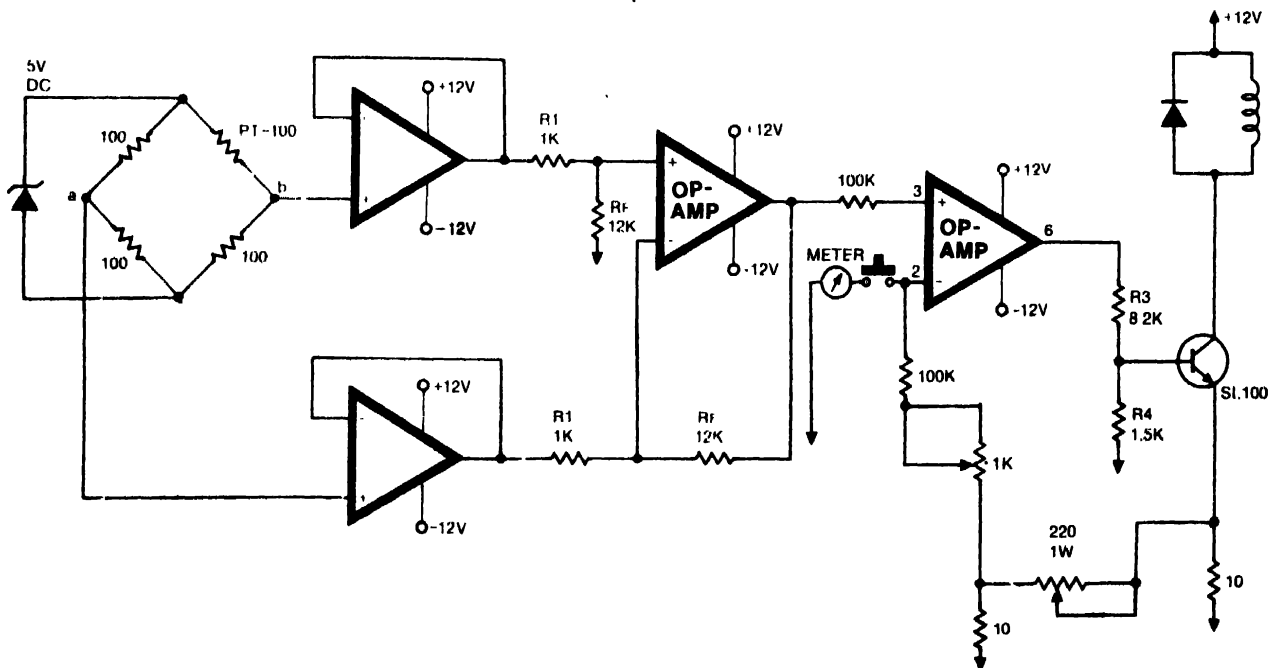 +12V
5V
DC
100
PT-100
a
b
100
100
+12V
-12V
R1
1K
RF
12K
+
-
OP-
AMP
+12V
-12V
100K
METER
3
+
2
-
OP-
AMP
6
+12V
-12V
R3
8.2K
SL100
R4
1.5K
+12V
-12V
R1
1K
RF
12K
100K
1K
220
1W
10
10